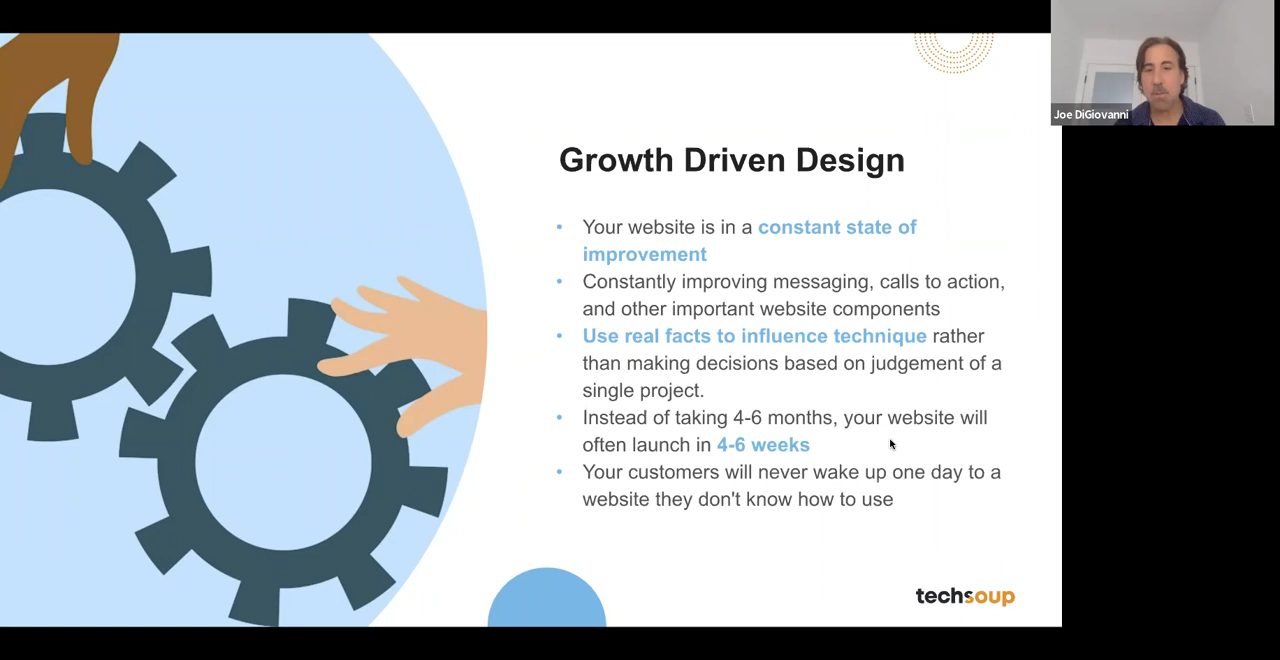 Joe DiGiovanni
Growth Driven Design
• Your website is in a constant state of
improvement
• Constantly improving messaging, calls to action,
and other important website components
• Use real facts to influence technique rather
than making decisions based on judgement of a
single project.
• Instead of taking 4-6 months, your website will
often launch in 4-6 weeks
• Your customers will never wake up one day to a
website they don't know how to use
techsoup